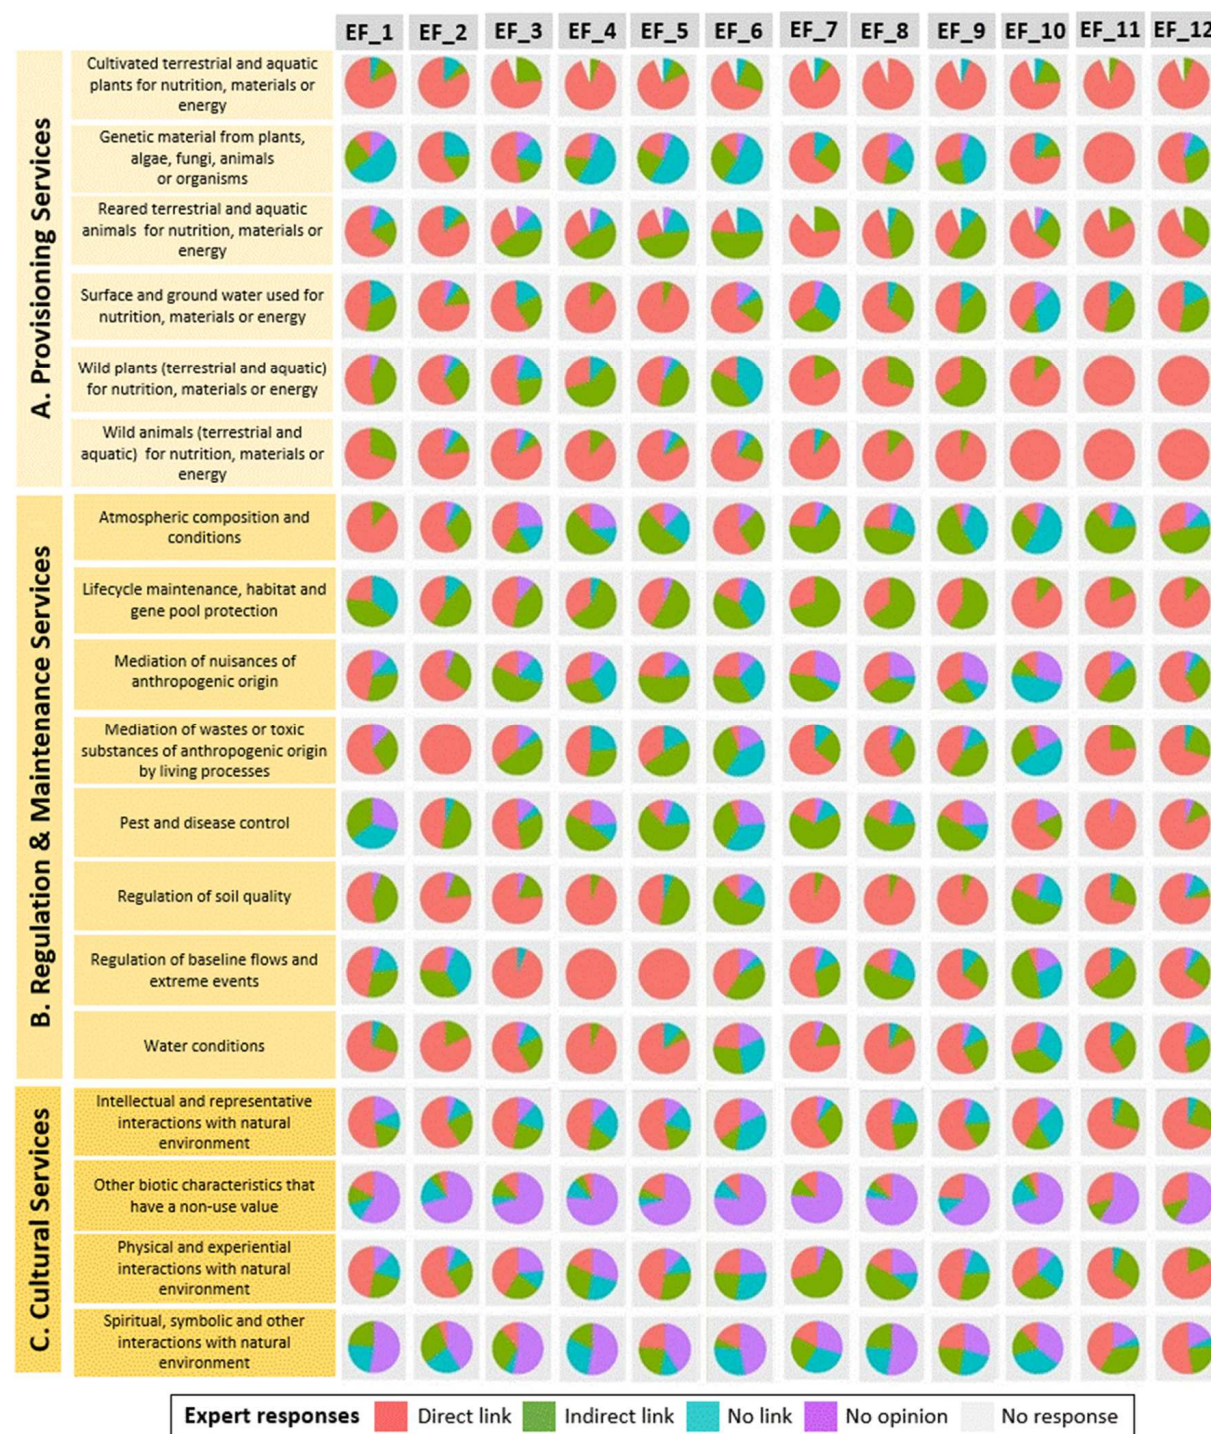 EF_1 EF_2 EF_3 EF_4 EF_5 EF_6 EF_7 EF_8 EF_9 EF_10 EF_11 EF_12
A. Provisioning Services
Cultivated terrestrial and aquatic
plants for nutrition, materials or
energy
Genetic material from plants,
algae, fungi, animals
or organisms
Reared terrestrial and aquatic
animals for nutrition, materials or
energy
Surface and ground water used for
nutrition, materials or energy
Wild plants (terrestrial and aquatic)
for nutrition, materials or energy
Wild animals (terrestrial and
aquatic) for nutrition, materials or
energy
B. Regulation & Maintenance Services
Atmospheric composition and
conditions
Lifecycle maintenance, habitat and
gene pool protection
Mediation of nuisances of
anthropogenic origin
Mediation of wastes or toxic
substances of anthropogenic origin
by living processes
Pest and disease control
Regulation of soil quality
Regulation of baseline flows and
extreme events
Water conditions
C. Cultural Services
Intellectual and representative
interactions with natural
environment
Other biotic characteristics that
have a non-use value
Physical and experiential
interactions with natural
environment
Spiritual, symbolic and other
interactions with natural
environment
Expert responses Direct link Indirect link No link No opinion No response